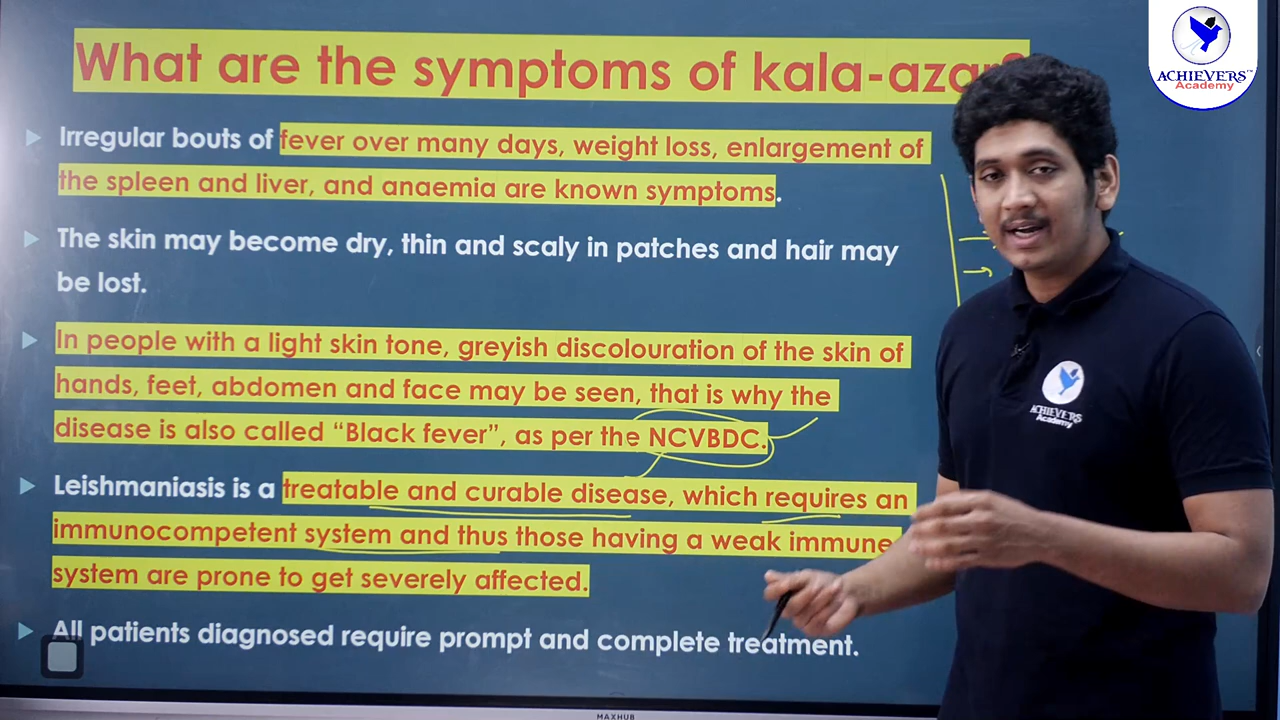 What are the symptoms of kala-azar?
ACHIEVERS™
Academy
Irregular bouts of fever over many days, weight loss, enlargement of
the spleen and liver, and anaemia are known symptoms.
The skin may become dry, thin and scaly in patches and hair may
be lost.
In people with a light skin tone, greyish discolouration of the skin of
hands, feet, abdomen and face may be seen, that is why the
disease is also called “Black fever”, as per the NCVBDC.
ACHIEVERS
Academy
Leishmaniasis is a treatable and curable disease, which requires an
immunocompetent system and thus those having a weak immune
system are prone to get severely affected.
All patients diagnosed require prompt and complete treatment.
MAXHUB